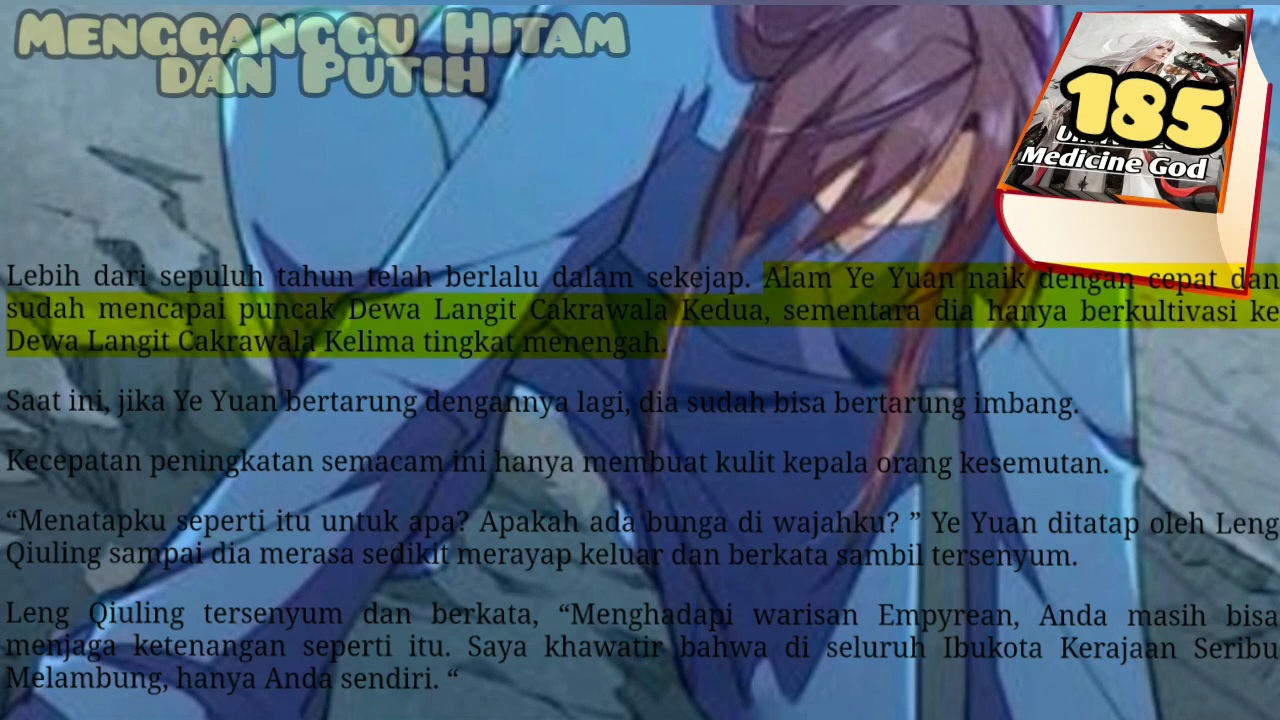 Mengganggu Hitam
dan Putih
185
Medicine God
Lebih dari sepuluh tahun telah berlalu dalam sekejap. Alam Ye Yuan naik dengan cepat dan
sudah mencapai puncak Dewa Langit Cakrawala Kedua, sementara dia hanya berkultivasi ke
Dewa Langit Cakrawala Kelima tingkat menengah.
Saat ini, jika Ye Yuan bertarung dengannya lagi, dia sudah bisa bertarung imbang.
Kecepatan peningkatan semacam ini hanya membuat kulit kepala orang kesemutan.
“Menatapku seperti itu untuk apa? Apakah ada bunga di wajahku? ” Ye Yuan ditatap oleh Leng
Qiuling sampai dia merasa sedikit merayap keluar dan berkata sambil tersenyum.
Leng Qiuling tersenyum dan berkata, “Menghadapi warisan Empyrean, Anda masih bisa
menjaga ketenangan seperti itu. Saya khawatir bahwa di seluruh Ibukota Kerajaan Seribu
Melambung, hanya Anda sendiri. “